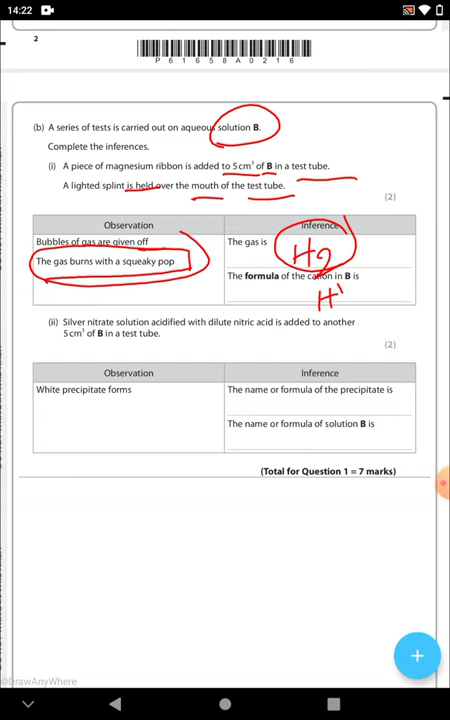 14:22
2
P 6 1 6 5 8 A 0 2 1 6
(b) A series of tests is carried out on aqueous solution B.
Complete the inferences.
(i) A piece of magnesium ribbon is added to 5 cm³ of B in a test tube.
A lighted splint is held over the mouth of the test tube.
(2)
Observation
Inference
Bubbles of gas are given off
The gas burns with a squeaky pop
The gas is
H2
The formula of the cation in B is
H'
(ii) Silver nitrate solution acidified with dilute nitric acid is added to another
5 cm³ of B in a test tube.
(2)
Observation
Inference
White precipitate forms
The name or formula of the precipitate is
The name or formula of solution B is
(Total for Question 1 = 7 marks)
+
©DrawAnyWhere